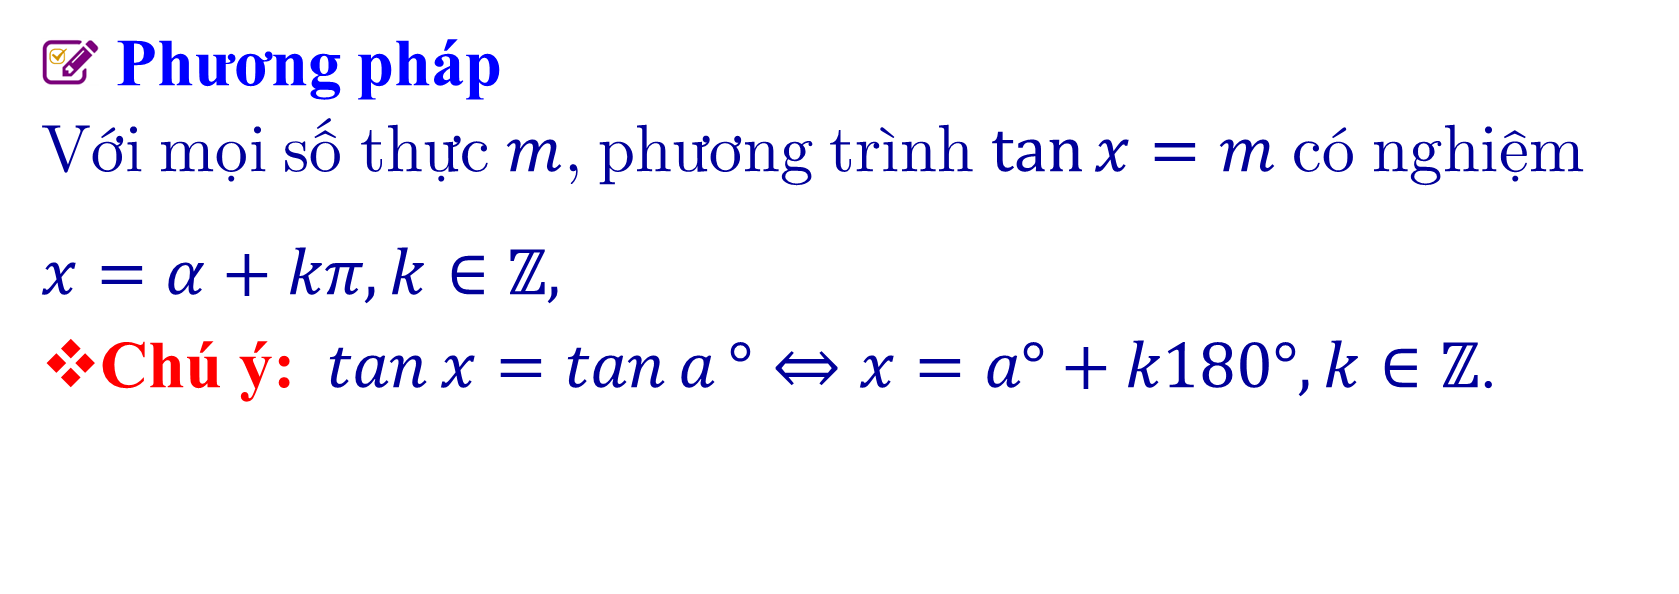 Phương pháp
Với mọi số thực m, phương trình tan x = m có nghiệm
x = α + kπ, k ∈ ℤ,
❖Chú ý: tan x = tan a ° ⇔ x = a° + k180°, k ∈ ℤ.